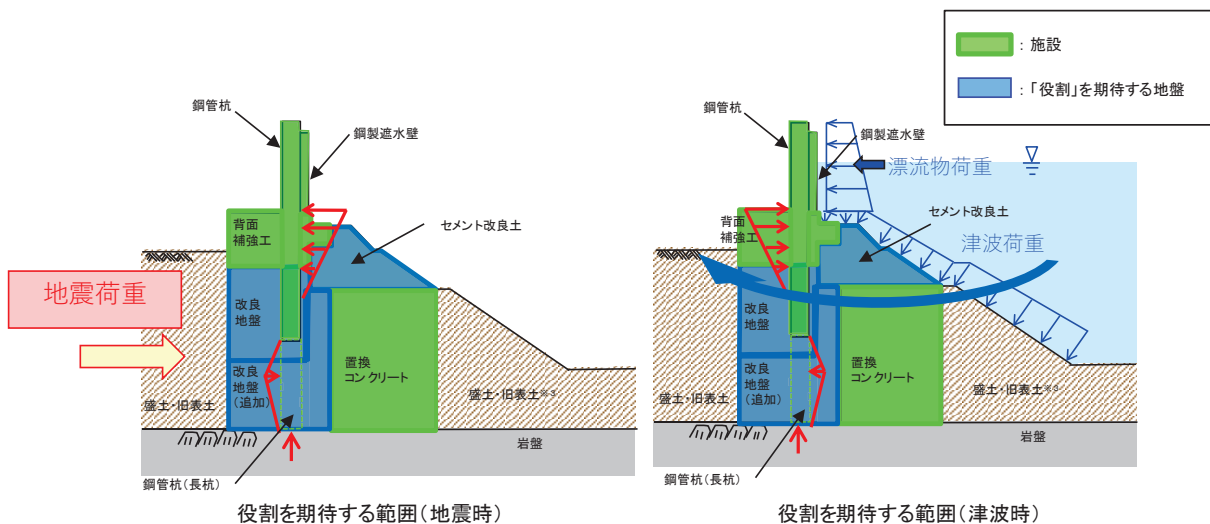 ：施設
：「役割」を期待する地盤
鋼管杭
鋼製遮水壁
背面
補強工
セメント改良土
地震荷重
改良
地盤
改良
地盤
（追加）
置換
コンクリート
盛土・旧表土
盛土・旧表土※3
岩盤
鋼管杭（長杭）
役割を期待する範囲（地震時）
鋼管杭
鋼製遮水壁
漂流物荷重
背面
補強工
セメント改良土
津波荷重
改良
地盤
改良
地盤
（追加）
置換
コンクリート
盛土・旧表土
盛土・旧表土※3
岩盤
鋼管杭（長杭）
役割を期待する範囲（津波時）